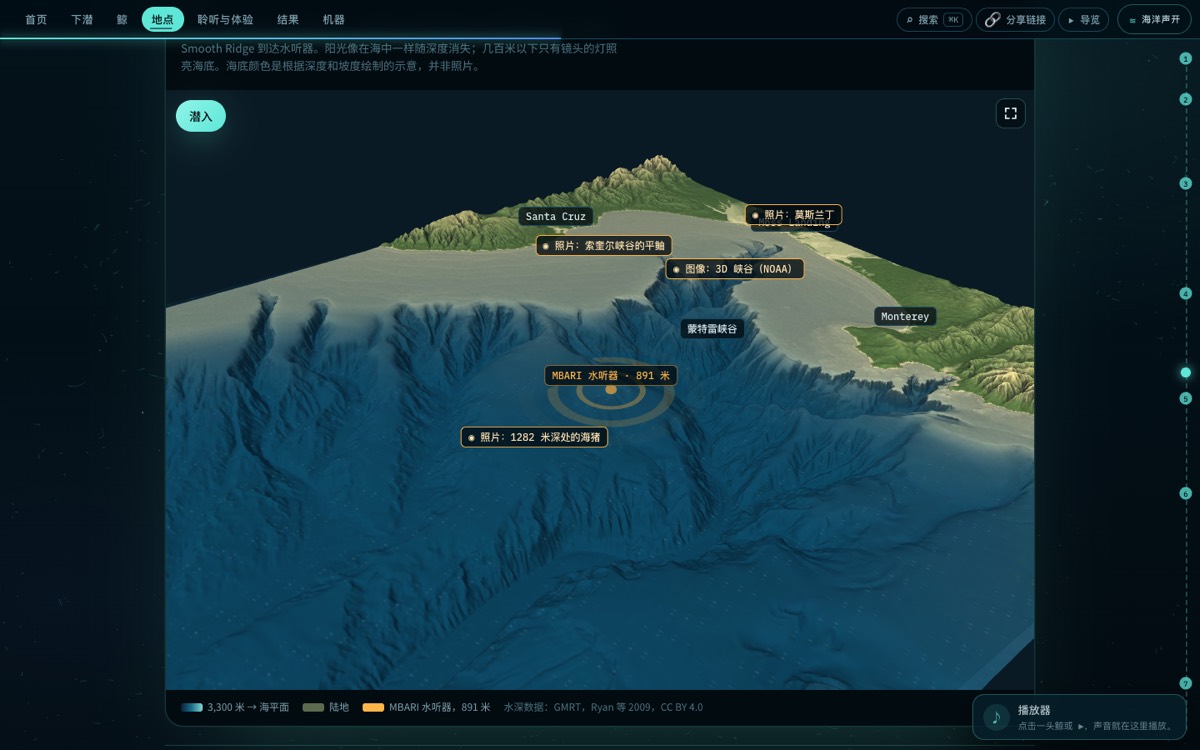 首页 下潜 鲸 地点 聆听与体验 结果 机器 搜索 ⌘K 分享链接 导览 海洋声开
Smooth Ridge 到达水听器。阳光像在海中一样随深度消失；几百米以下只有镜头的灯照
亮海底。海底颜色是根据深度和坡度绘制的示意，并非照片。
潜入
照片：莫斯兰丁
Moss Landing
Santa Cruz
照片：索奎尔峡谷的平鲉
图像：3D 峡谷 (NOAA)
Monterey
蒙特雷峡谷
MBARI 水听器 · 891 米
照片：1282 米深处的海猪
3,300 米 → 海平面 陆地 MBARI 水听器，891 米 水深数据：GMRT，Ryan 等 2009，CC BY 4.0
播放器
点击一头鲸或 ▶，声音就在这里播放。
1
2
3
4
5
6
7